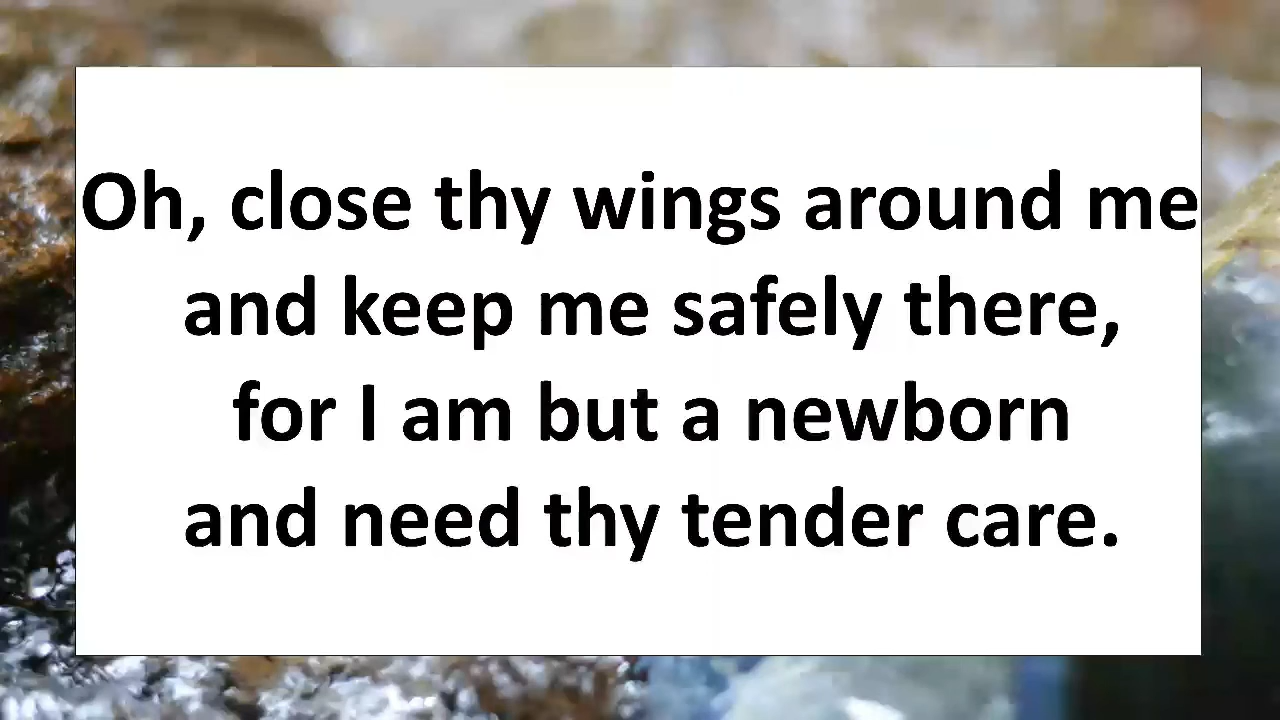 Oh, close thy wings around me
and keep me safely there,
for I am but a newborn
and need thy tender care.